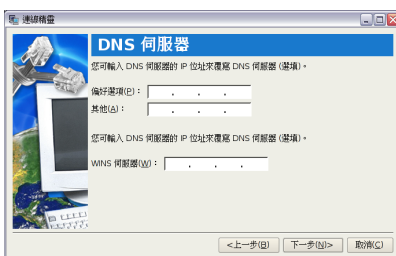 連線精靈
DNS 伺服器
您可輸入 DNS 伺服器的 IP 位址來覆寫 DNS 伺服器 (選填)。
偏好選項(P)：
其他(A)：
您可輸入 DNS 伺服器的 IP 位址來覆寫 DNS 伺服器 (選填)。
WINS 伺服器(W)：
<上一步(B)
下一步(N)>
取消(C)